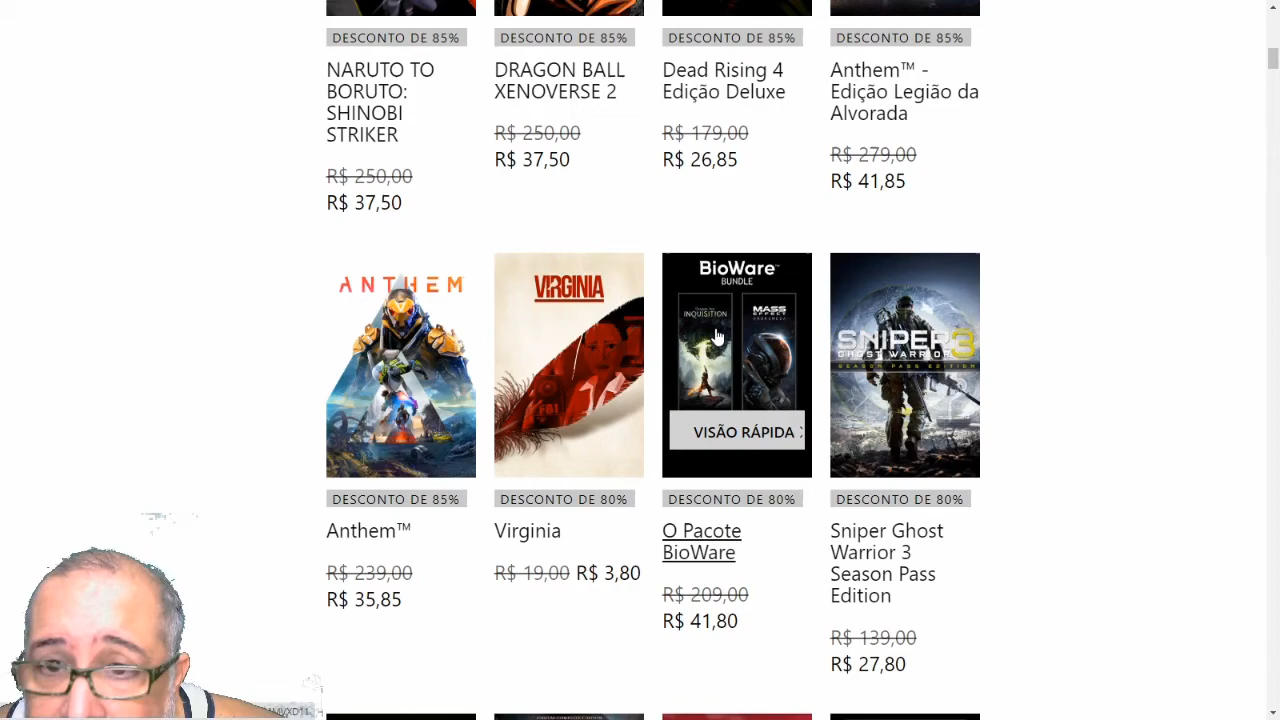 DESCONTO DE 85%
NARUTO TO
BORUTO:
SHINOBI
STRIKER
R$ 250,00
R$ 37,50
DESCONTO DE 85%
DRAGON BALL
XENOVERSE 2
R$ 250,00
R$ 37,50
DESCONTO DE 85%
Dead Rising 4
Edição Deluxe
R$ 179,00
R$ 26,85
DESCONTO DE 85%
Anthem™ -
Edição Legião da
Alvorada
R$ 279,00
R$ 41,85
ANTHEM
DESCONTO DE 85%
Anthem™
R$ 239,00
R$ 35,85
VIRGINIA
FBI
DESCONTO DE 80%
Virginia
R$ 19,00 R$ 3,80
BioWare™
BUNDLE
INQUISITION
MASS
EFFECT
ANDROMEDA
VISÃO RÁPIDA
DESCONTO DE 80%
O Pacote
BioWare
R$ 209,00
R$ 41,80
SNIPER
GHOST WARRIOR 3
SEASON PASS EDITION
DESCONTO DE 80%
Sniper Ghost
Warrior 3
Season Pass
Edition
R$ 139,00
R$ 27,80